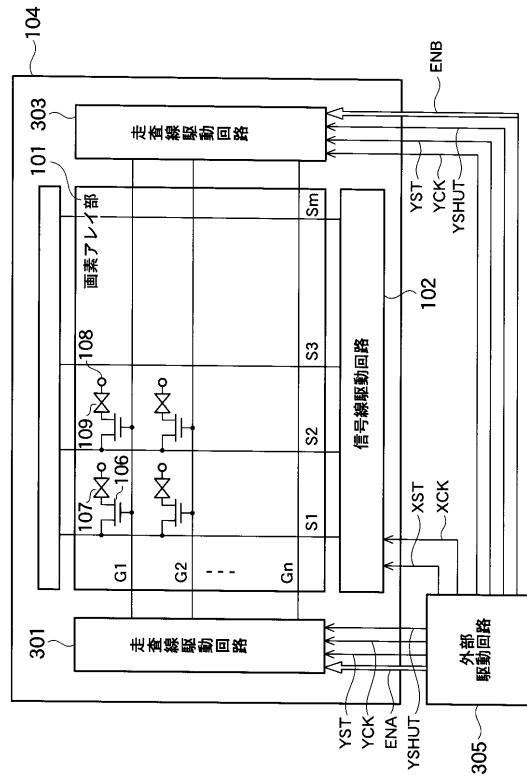 104
303
走査線駆動回路
ENB
YST
YCK
YSHUT
101
画素アレイ部
Sm
S3
S2
S1
108
109
107
106
G1
G2
Gn
102
信号線駆動回路
XST
XCK
301
走査線駆動回路
YST
YCK
ENA
YSHUT
外部
駆動回路
305